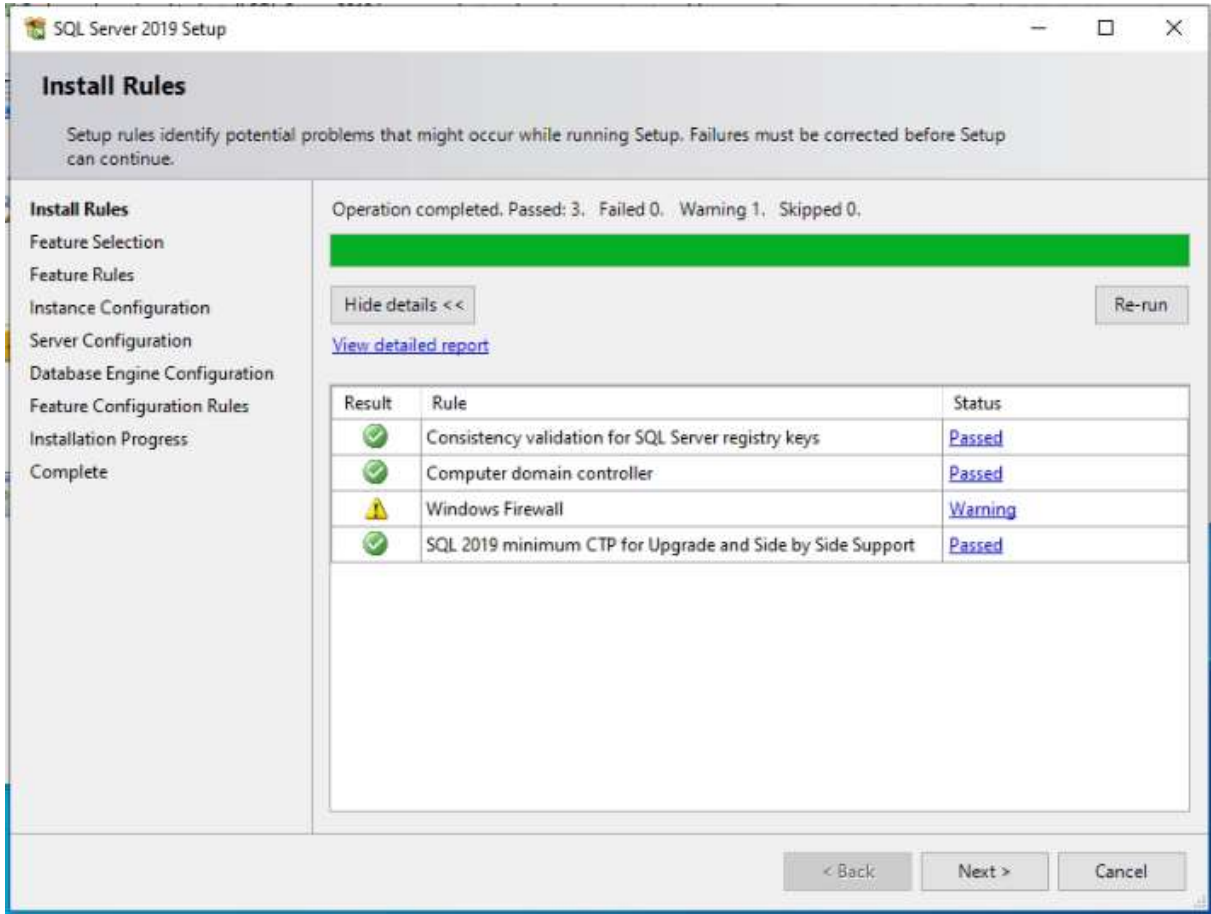 SQL Server 2019 Setup
Install Rules
Setup rules identify potential problems that might occur while running Setup. Failures must be corrected before Setup
can continue.
Install Rules
Feature Selection
Feature Rules
Instance Configuration
Server Configuration
Database Engine Configuration
Feature Configuration Rules
Installation Progress
Complete
Operation completed. Passed: 3. Failed 0. Warning 1. Skipped 0.
Hide details <<
Re-run
View detailed report
Result Rule Status
Consistency validation for SQL Server registry keys Passed
Computer domain controller Passed
Windows Firewall Warning
SQL 2019 minimum CTP for Upgrade and Side by Side Support Passed
< Back Next > Cancel